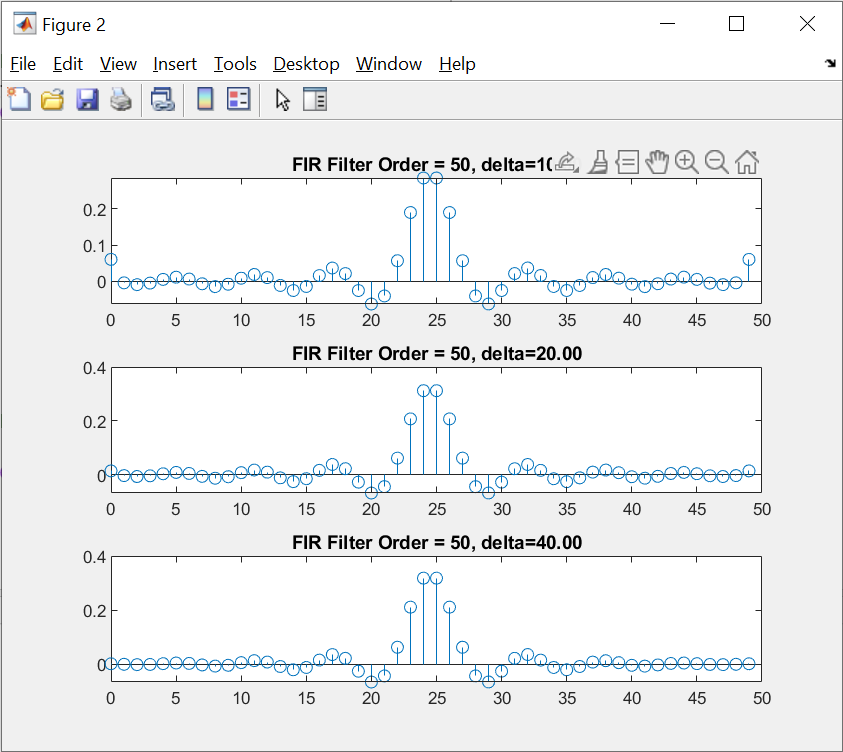 Figure 2
File Edit View Insert Tools Desktop Window Help
FIR Filter Order = 50, delta=10
0.2
0.1
0
0 5 10 15 20 25 30 35 40 45 50
FIR Filter Order = 50, delta=20.00
0.4
0.2
0
0 5 10 15 20 25 30 35 40 45 50
FIR Filter Order = 50, delta=40.00
0.4
0.2
0
0 5 10 15 20 25 30 35 40 45 50